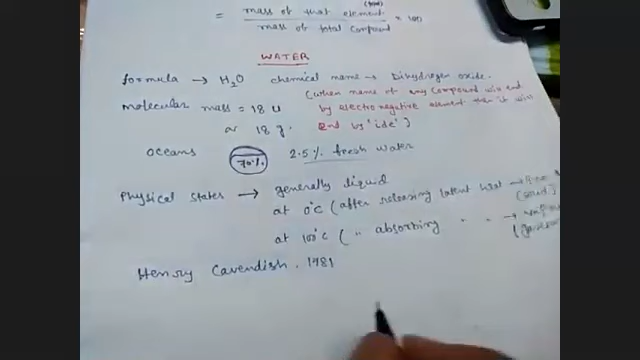 = mass of that element
mass of total compound × 100
WATER
formula → H₂O chemical name → Dihydrogen oxide.
(when name of any compound will end
molecular mass = 18 u by electronegative element then it will
or 18 g. end by 'ide')
oceans 70% 2.5% fresh water
Physical states → generally liquid
at 0°C (after releasing latent heat →
at 100°C ( " absorbing " " →
Henry Cavendish. 1781